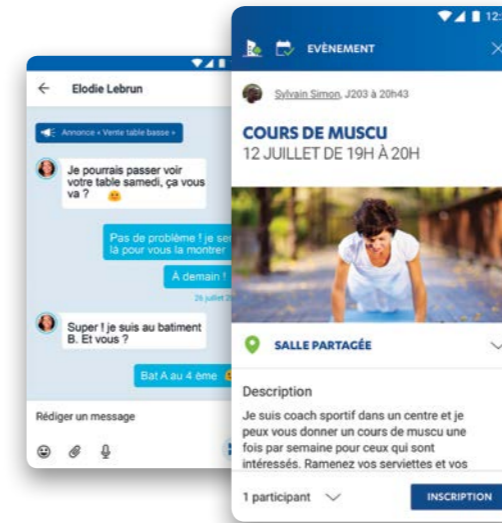 Elodie Lebrun
Annonce « Vente table basse »
Je pourrais passer voir
votre table samedi, ça vous
va ?
Pas de problème ! je
là pour vous la montrer
À demain !
26 juillet
Super ! je suis au batiment
B. Et vous ?
Bat A au 4 ème
Rédiger un message
12:
EVÈNEMENT
Sylvain Simon, J203 à 20h43
COURS DE MUSCU
12 JUILLET DE 19H À 20H
SALLE PARTAGÉE
Description
Je suis coach sportif dans un centre et je
peux vous donner un cours de muscu une
fois par semaine pour ceux qui sont
intéressés. Ramenez vos serviettes et vos
1 participant
INSCRIPTION